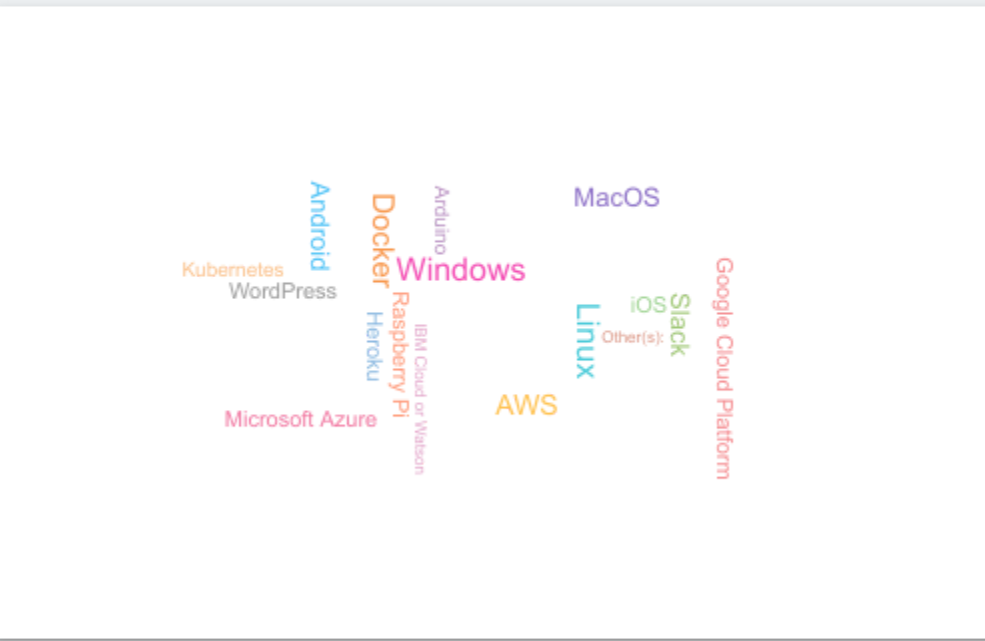 Android
Docker
Arduino
MacOS
Kubernetes
Windows
WordPress
Google Cloud Platform
Raspberry Pi
Heroku
IBM Cloud or Watson
Linux
iOS
Slack
Other(s):
AWS
Microsoft Azure